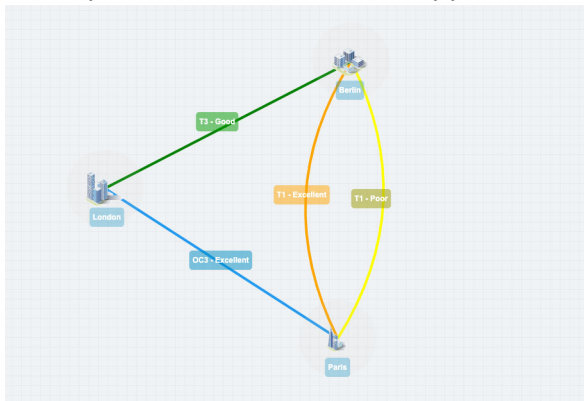 Berlin
T3 - Good
T1 - Excellent
T1 - Poor
London
OC3 - Excellent
Paris